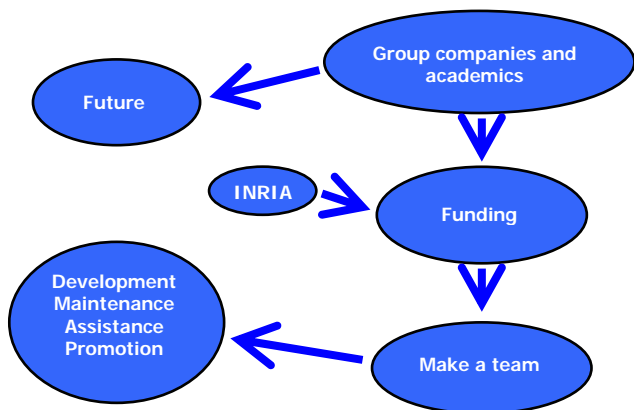 Group companies and
academics
Future
INRIA
Funding
Development
Maintenance
Assistance
Promotion
Make a team